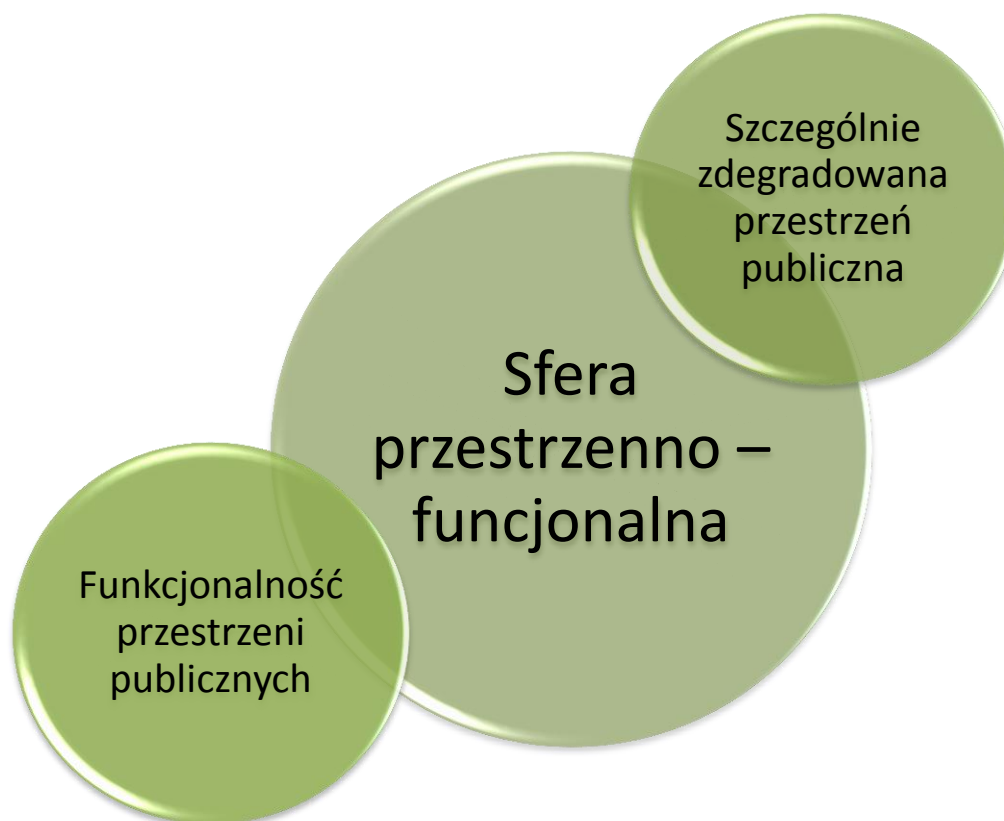 Szczególnie
zdegradowana
przestrzeń
publiczna
Sfera
przestrzenno –
funcjonalna
Funkcjonalność
przestrzeni
publicznych